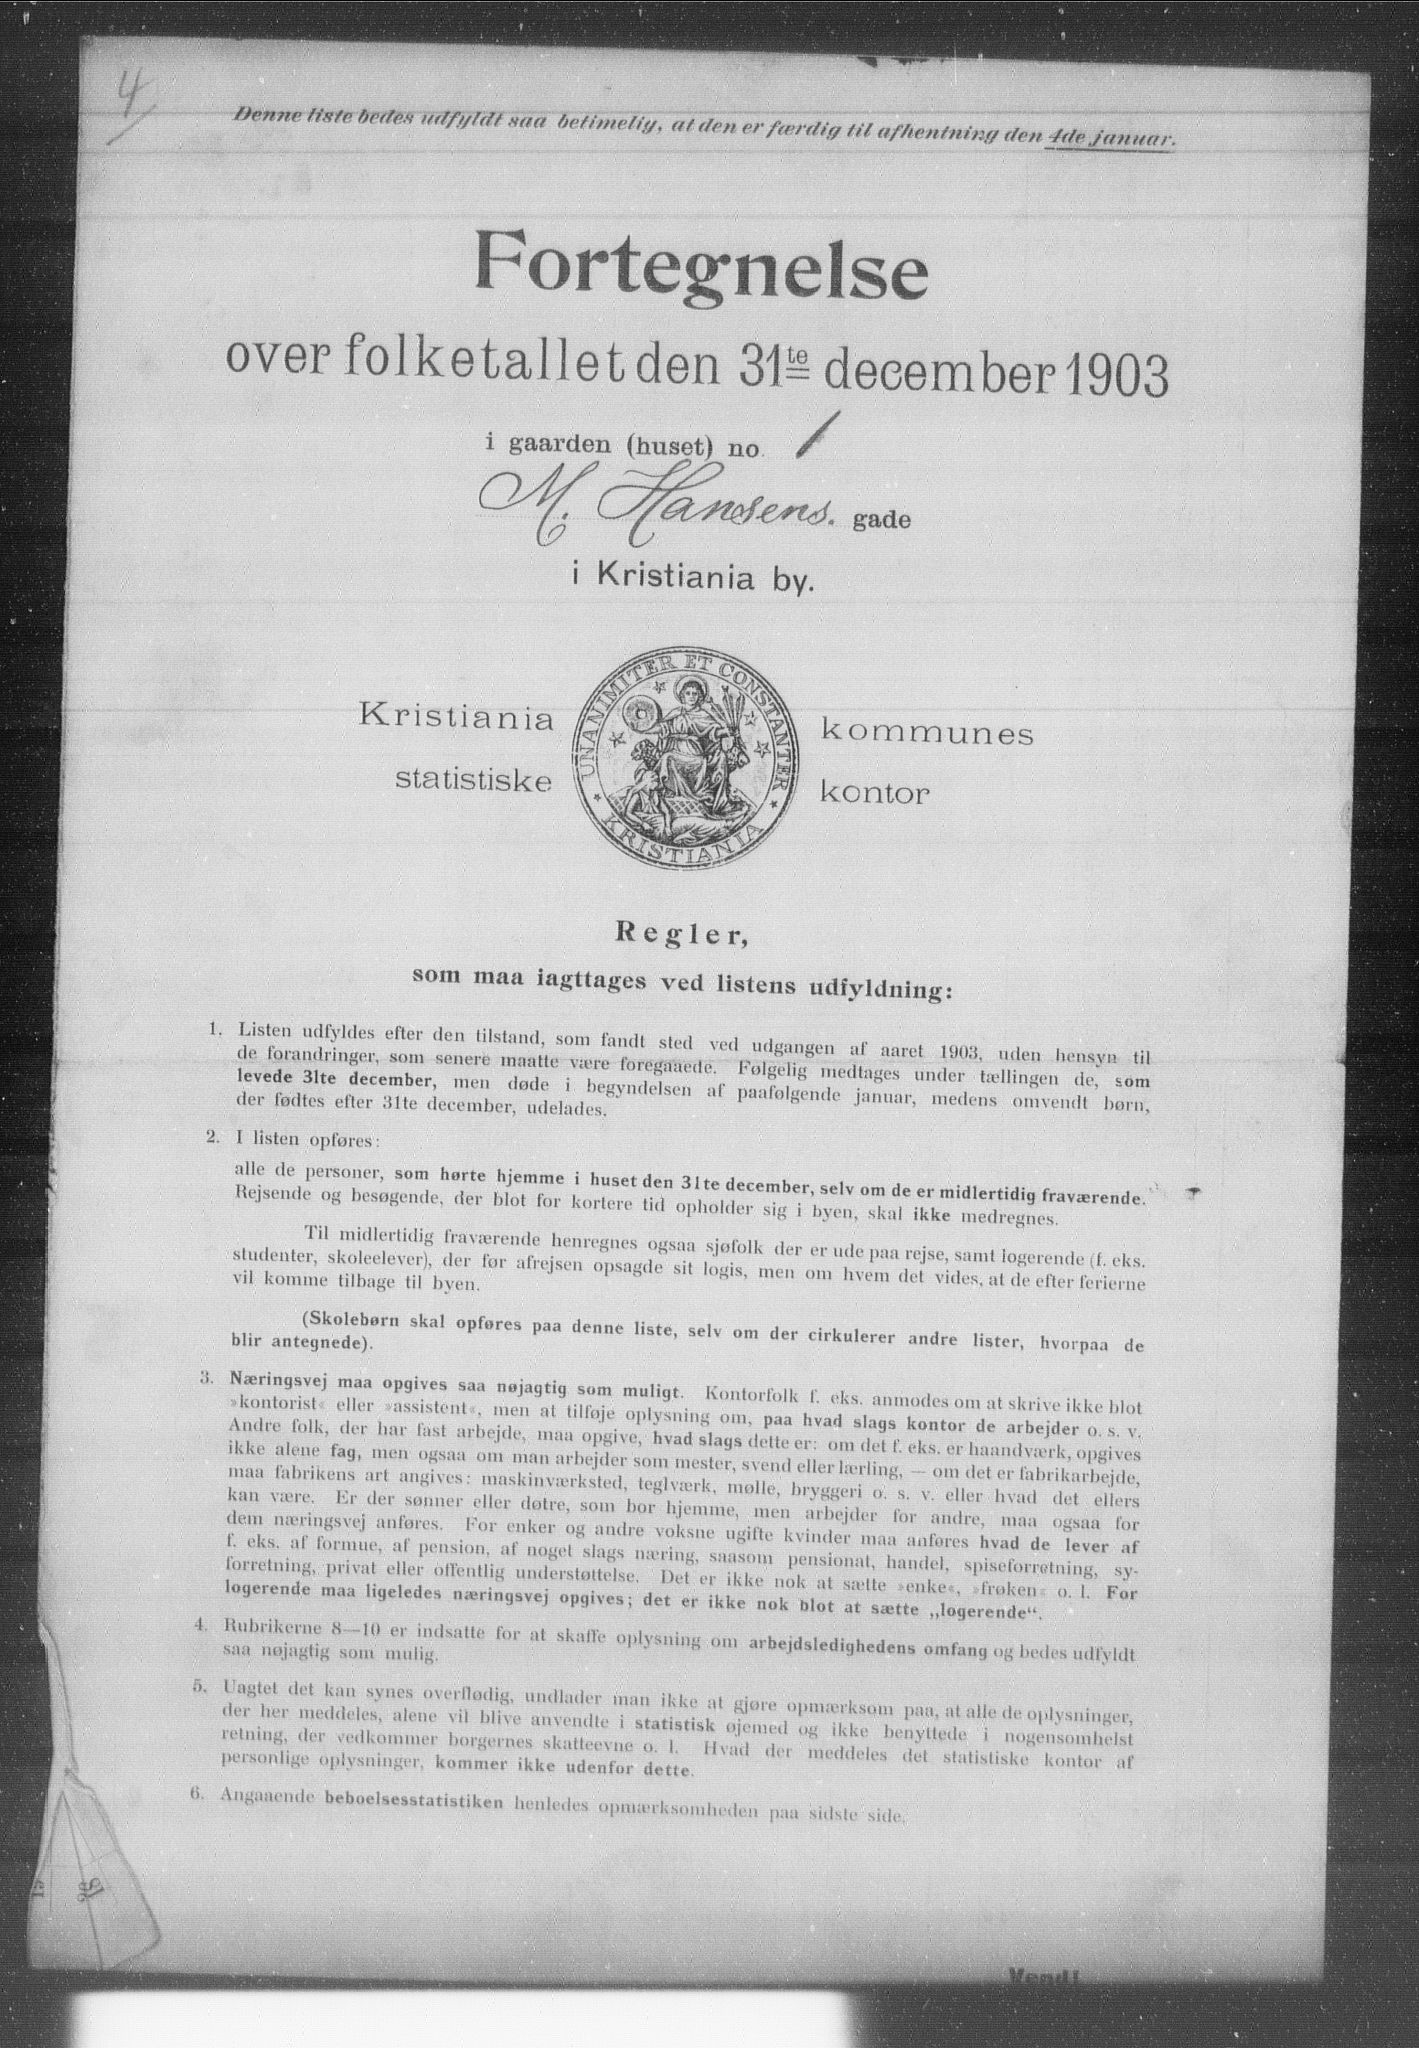 4
Denne liste bedes udfyldt saa betimelig, at den er færdig til afhentning den 4de januar.
Fortegnelse
over folketallet den 31te december 1903
i gaarden (huset) no. 1
M. Hansens. gade
i Kristiania by.
UNANIMITER ET CONSTANTER
KRISTIANIA
Kristiania kommunes
statistiske kontor
Regler,
som maa iagttages ved listens udfyldning:
1. Listen udfyldes efter den tilstand, som fandt sted ved udgangen af aaret 1903, uden hensyn til
de forandringer, som senere maatte være foregaaede. Følgelig medtages under tællingen de, som
levede 31te december, men døde i begyndelsen af paafølgende januar, medens omvendt børn,
der fødtes efter 31te december, udelades.
2. I listen opføres:
alle de personer, som hørte hjemme i huset den 31te december, selv om de er midlertidig fraværende.
Rejsende og besøgende, der blot for kortere tid opholder sig i byen, skal ikke medregnes.
Til midlertidig fraværende henregnes ogsaa sjøfolk der er ude paa rejse, samt logerende (f. eks.
studenter, skoleelever), der før afrejsen opsagde sit logis, men om hvem det vides, at de efter ferierne
vil komme tilbage til byen.
(Skolebørn skal opføres paa denne liste, selv om der cirkulerer andre lister, hvorpaa de
blir antegnede).
3. Næringsvej maa opgives saa nøjagtig som muligt. Kontorfolk f. eks. anmodes om at skrive ikke blot
»kontorist« eller »assistent«, men at tilføje oplysning om, paa hvad slags kontor de arbejder o. s. v.
Andre folk, der har fast arbejde, maa opgive, hvad slags dette er: om det f. eks. er haandværk, opgives
ikke alene fag, men ogsaa om man arbejder som mester, svend eller lærling, — om det er fabrikarbejde,
maa fabrikens art angives: maskinværksted, teglværk, mølle, bryggeri o. s. v. eller hvad det ellers
kan være. Er der sønner eller døtre, som bor hjemme, men arbejder for andre, maa ogsaa for
dem næringsvej anføres. For enker og andre voksne ugifte kvinder maa anføres hvad de lever af
f. eks. af formue, af pension, af noget slags næring, saasom pensionat, handel, spiseforretning, sy-
forretning, privat eller offentlig understøttelse. Det er ikke nok at sætte »enke«, »frøken« o. l. For
logerende maa ligeledes næringsvej opgives; det er ikke nok blot at sætte „logerende“.
4. Rubrikerne 8—10 er indsatte for at skaffe oplysning om arbejdsledighedens omfang og bedes udfyldt
saa nøjagtig som mulig.
5. Uagtet det kan synes overflødig, undlader man ikke at gjøre opmærksom paa, at alle de oplysninger,
der her meddeles, alene vil blive anvendte i statistisk øjemed og ikke benyttede i nogensomhelst
retning, der vedkommer borgernes skatteevne o. l. Hvad der meddeles det statistiske kontor af
personlige oplysninger, kommer ikke udenfor dette.
6. Angaaende beboelsesstatistiken henledes opmærksomheden paa sidste side.
Vend!